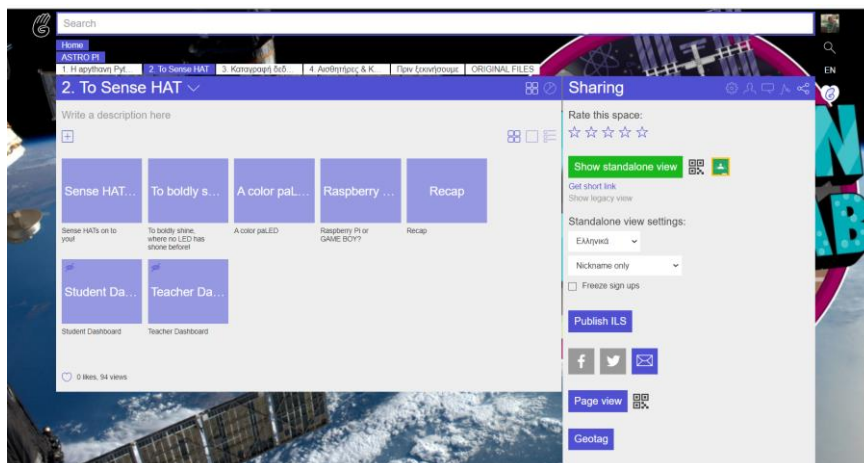 Search
EN
Home
ASTRO PI
1. Η αρχηγική Pyt...
2. To Sense HAT
3. Καταγραφή δεδ...
4. Αισθητήρες & Κ...
Πριν ξεκινήσουμε
ORIGINAL FILES
2. To Sense HAT
Write a description here
Sense HAT...
To boldly s...
A color paL...
Raspberry ...
Recap
Sense HATs on to
you!
To boldly shine,
where no LED has
shone before!
A color paLED
Raspberry PI or
GAME BOY?
Recap
Student Da...
Teacher Da...
Student Dashboard
Teacher Dashboard
0 likes, 94 views
Sharing
Rate this space:
Show standalone view
Get short link
Show legacy view
Standalone view settings:
Ελληνικά
Nickname only
Freeze sign ups
Publish ILS
Page view
Geotag